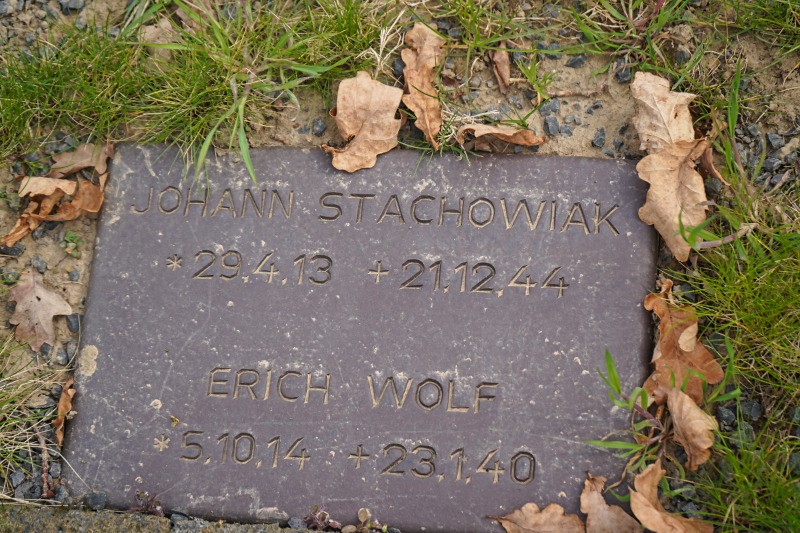 JOHANN STACHOWIAK
*29.4.13 +21.12.44
ERICH WOLF
*5.10.14 +23.1.40